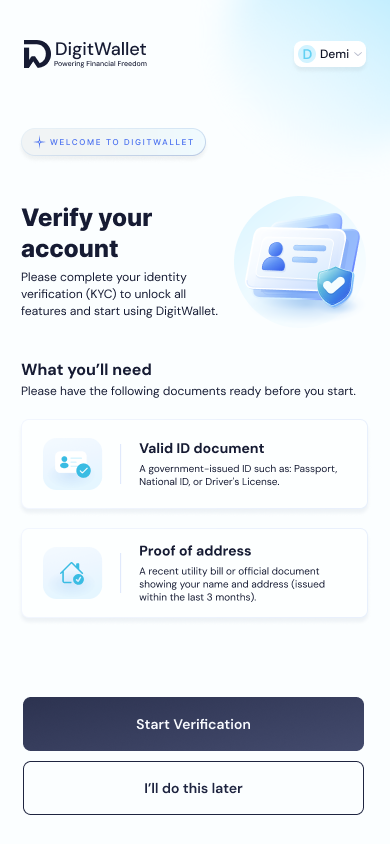 DigitWallet
Powering Financial Freedom
D Demi
WELCOME TO DIGITWALLET
Verify your
account
Please complete your identity
verification (KYC) to unlock all
features and start using DigitWallet.
What you’ll need
Please have the following documents ready before you start.
Valid ID document
A government-issued ID such as: Passport,
National ID, or Driver's License.
Proof of address
A recent utility bill or official document
showing your name and address (issued
within the last 3 months).
Start Verification
I’ll do this later